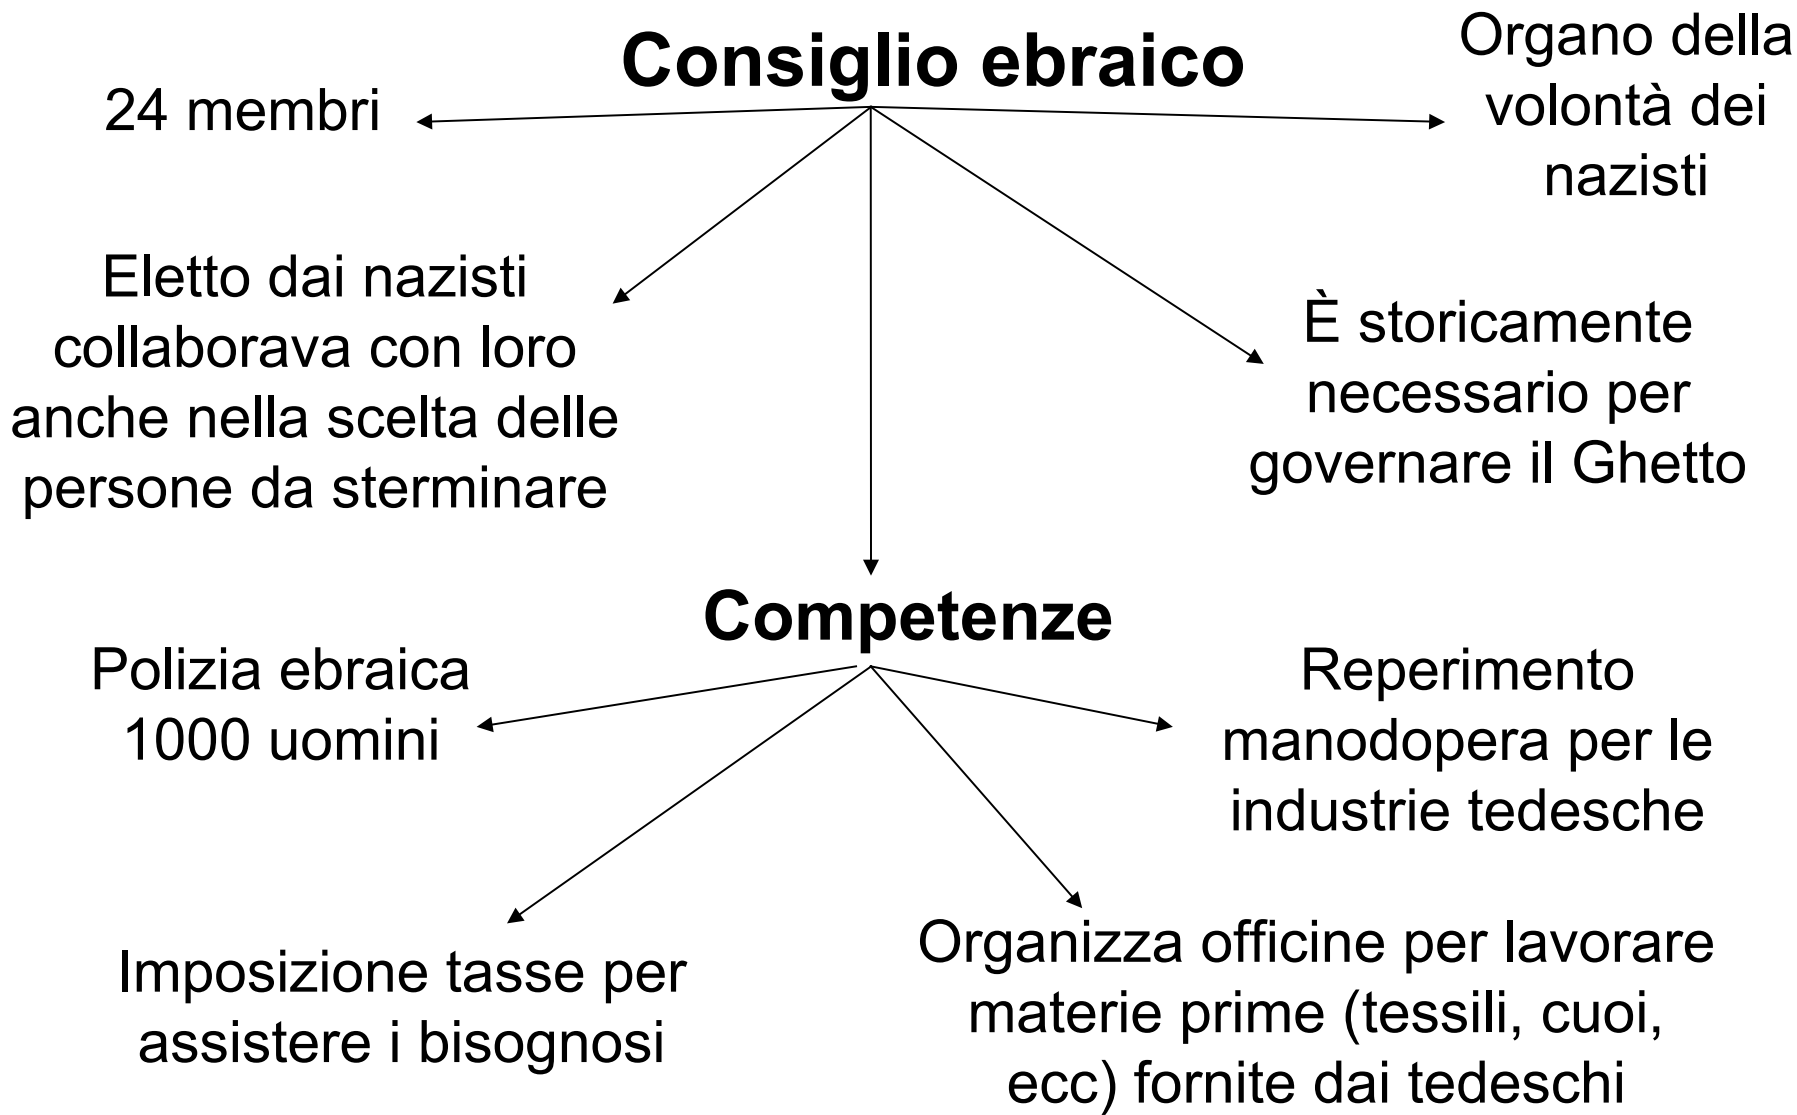 Consiglio ebraico
24 membri
Organo della
volontà dei
nazisti
Eletto dai nazisti
collaborava con loro
anche nella scelta delle
persone da sterminare
È storicamente
necessario per
governare il Ghetto
Competenze
Polizia ebraica
1000 uomini
Reperimento
manodopera per le
industrie tedesche
Imposizione tasse per
assistere i bisognosi
Organizza officine per lavorare
materie prime (tessili, cuoi,
ecc) fornite dai tedeschi